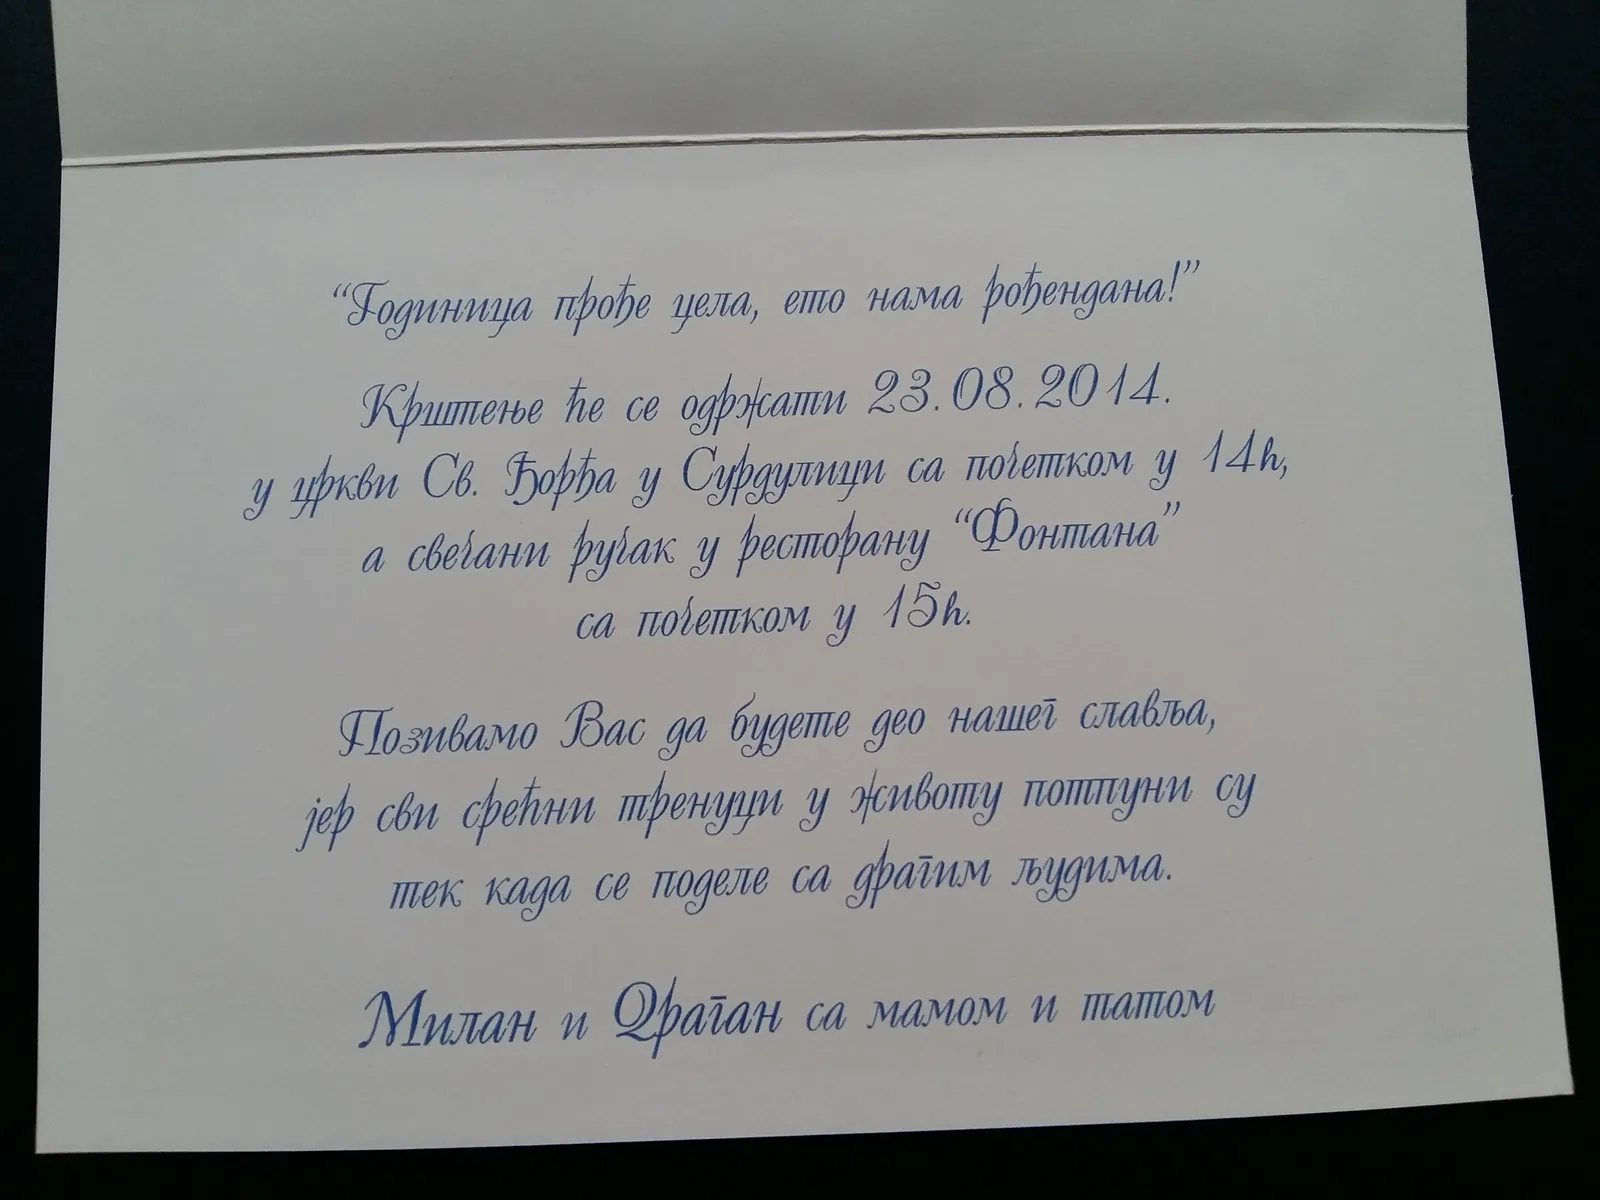 “Годиница прође цела, ето нама рођендана!”
Крштење ће се одржати 23.08.2014.
у цркви Св. Ђорђа у Сурдулици са почетком у 14h,
а свечани ручак у ресторану “Фонтана”
са почетком у 15h.
Позивамо Вас да будете део нашег славља,
јер сви срећни тренуци у животу потпуни су
тек када се поделе са драгим људима.
Милан и Драган са мамом и татом